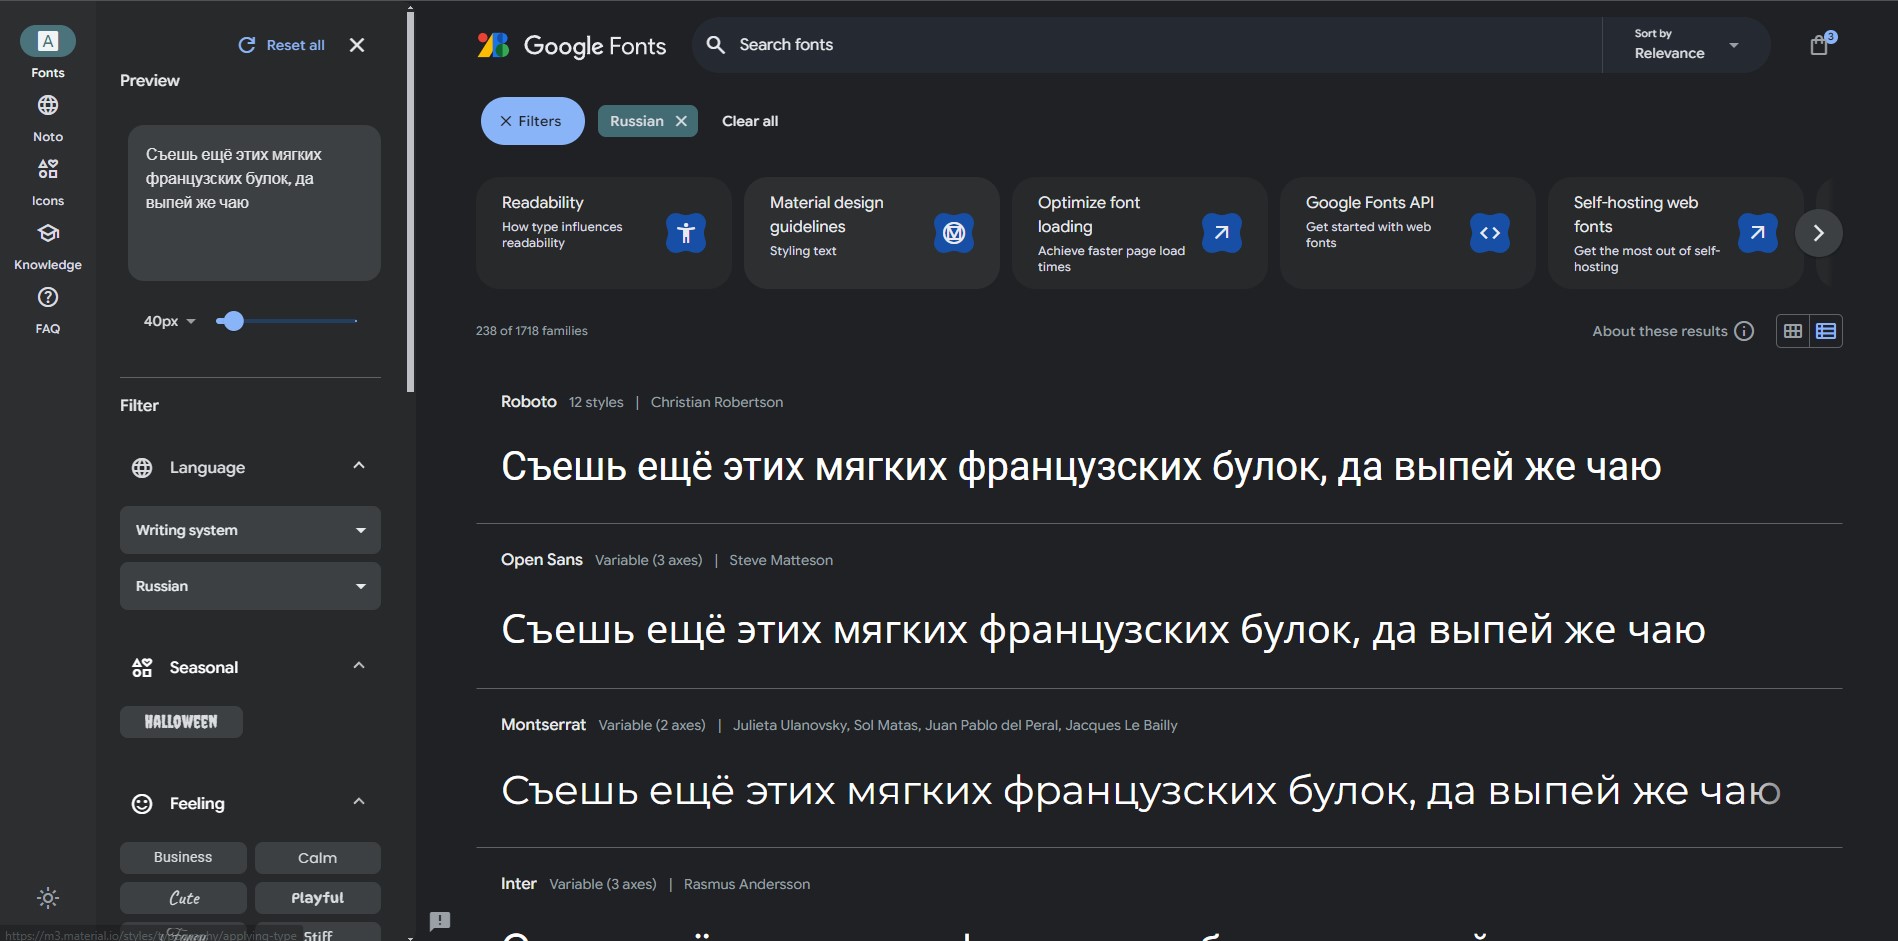 A
Fonts
Noto
Icons
Knowledge
FAQ
Reset all
Preview
Съешь ещё этих мягких
французских булок, да
выпей же чаю
40px
Filter
Language
Writing system
Russian
Seasonal
HALLOWEEN
Feeling
Business
Calm
Cute
Playful
Fancy
Stiff
Google Fonts
Search fonts
Sort by
Relevance
3
Filters
Russian
Clear all
Readability
How type influences
readability
Material design
guidelines
Styling text
Optimize font
loading
Achieve faster page load
times
Google Fonts API
Get started with web
fonts
Self-hosting web
fonts
Get the most out of self-
hosting
238 of 1718 families
About these results
Roboto 12 styles | Christian Robertson
Съешь ещё этих мягких французских булок, да выпей же чаю
Open Sans Variable (3 axes) | Steve Matteson
Съешь ещё этих мягких французских булок, да выпей же чаю
Montserrat Variable (2 axes) | Julieta Ulanovsky, Sol Matas, Juan Pablo del Peral, Jacques Le Bailly
Съешь ещё этих мягких французских булок, да выпей же чаю
Inter Variable (3 axes) | Rasmus Andersson
https://m3.material.io/styles/typography/applying-type